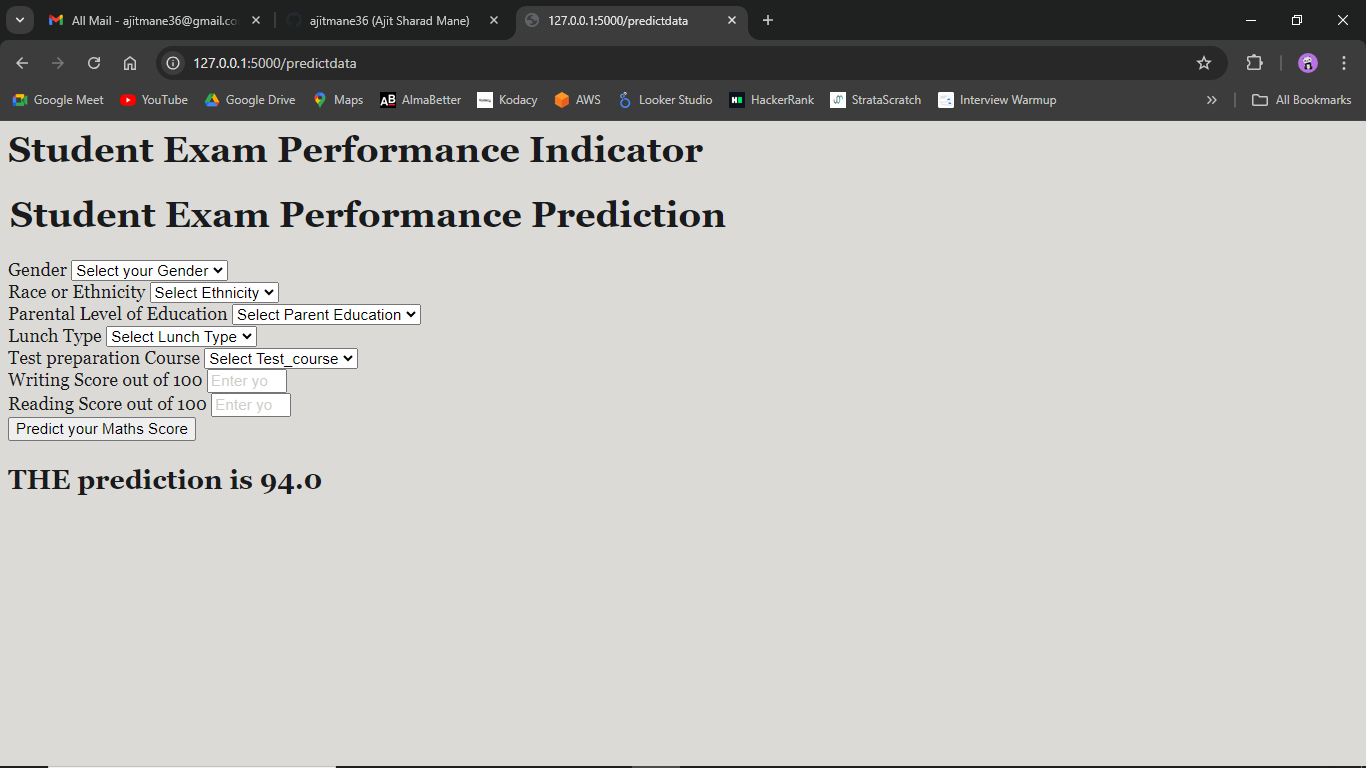 All Mail - ajitmane36@gmail.co
ajitmane36 (Ajit Sharad Mane)
127.0.0.1:5000/predictdata
127.0.0.1:5000/predictdata
Google Meet
YouTube
Google Drive
Maps
AB AlmaBetter
Kodacy
AWS
Looker Studio
HackerRank
StrataScratch
Interview Warmup
All Bookmarks
Student Exam Performance Indicator
Student Exam Performance Prediction
Gender Select your Gender
Race or Ethnicity Select Ethnicity
Parental Level of Education Select Parent Education
Lunch Type Select Lunch Type
Test preparation Course Select Test_course
Writing Score out of 100 Enter yo
Reading Score out of 100 Enter yo
Predict your Maths Score
THE prediction is 94.0